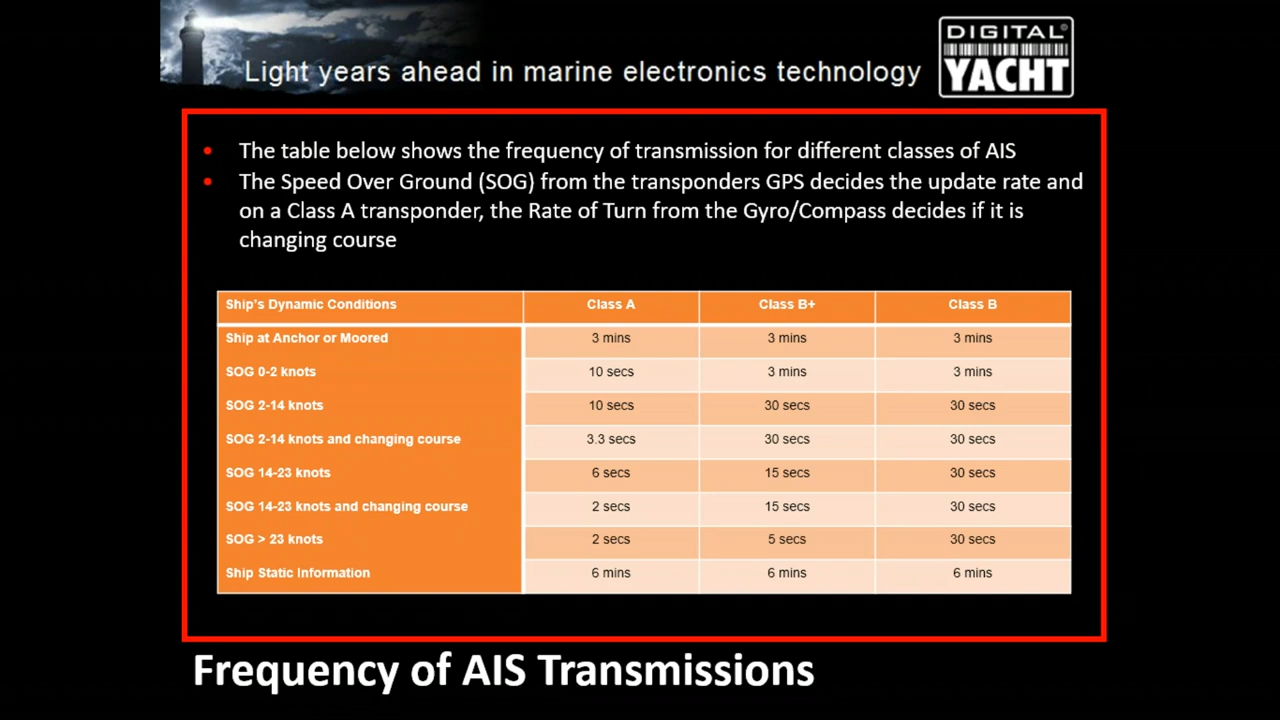 Light years ahead in marine electronics technology
DIGITAL
YACHT
• The table below shows the frequency of transmission for different classes of AIS
• The Speed Over Ground (SOG) from the transponders GPS decides the update rate and
on a Class A transponder, the Rate of Turn from the Gyro/Compass decides if it is
changing course
Ship's Dynamic Conditions Class A Class B+ Class B
Ship at Anchor or Moored 3 mins 3 mins 3 mins
SOG 0-2 knots 10 secs 3 mins 3 mins
SOG 2-14 knots 10 secs 30 secs 30 secs
SOG 2-14 knots and changing course 3.3 secs 30 secs 30 secs
SOG 14-23 knots 6 secs 15 secs 30 secs
SOG 14-23 knots and changing course 2 secs 15 secs 30 secs
SOG > 23 knots 2 secs 5 secs 30 secs
Ship Static Information 6 mins 6 mins 6 mins
Frequency of AIS Transmissions